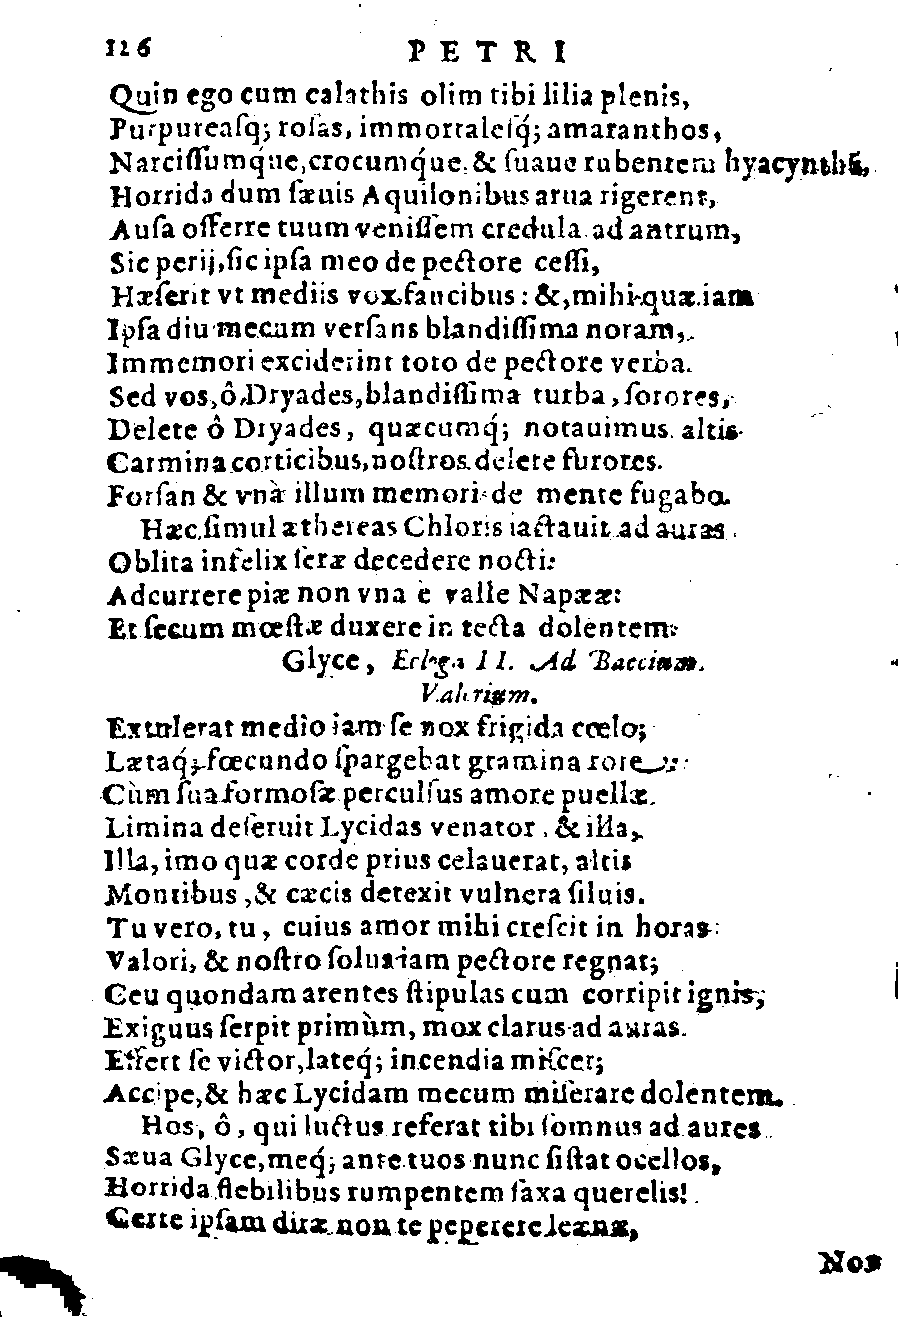 126 PETRI
Quin ego cum calathis olim tibi lilia plenis,
Purpureaſq; roſas, immortaleſq́; amaranthos,
Narciſſumq́ue, crocumq́ue, & ſuaue rubentem hyacynthũ,
Horrida dum ſæuis Aquilonibus arua rigerent,
Auſa offerre tuum veniſſem credula ad antrum,
Sic perij, ſic ipſa meo de pectore ceſſi,
Hæſerit vt mediis vox faucibus: &, mihi quæ iam
Ipſa diu mecum verſans blandiſſima noram,
Immemori exciderint toto de pectore verba.
Sed vos, ô Dryades, blandiſſima turba, ſorores,
Delete ô Dryades, quæcumq́; notauimus altis
Carmina corticibus, noſtros delete furores.
Forſan & vnà illum memori de mente fugabo.
Hæc ſimul æthereas Chloris iactauit ad auras.
Oblita infelix ſeræ decedere nocti:
Adcurrere piæ non vna è valle Napææ:
Et ſecum mœſtæ duxere in tecta dolentem.
Glyce, Ecloga II. Ad Baccium
Valerium.
Extulerat medio iam ſe nox frigida cœlo;
Lætaq́; fœcundo ſpargebat gramina rore;
Cùm ſua formoſæ perculſus amore puellæ
Limina deſeruit Lycidas venator, & illa,
Illa, imo quæ corde prius celauerat, altis
Montibus, & cæcis detexit vulnera ſiluis.
Tu vero, tu, cuius amor mihi creſcit in horas:
Valori, & noſtro ſolus iam pectore regnat;
Ceu quondam arentes ſtipulas cum corripit ignis,
Exiguus ſerpit primùm, mox clarus ad auras
Effert ſe victor, lateq́; incendia miſcet;
Accipe, & hæc Lycidam mecum miſerare dolentem.
Hos, ô, qui luctus referat tibi ſomnus ad aures
Sæua Glyce, meq́; ante tuos nunc ſiſtat ocellos,
Horrida flebilibus rumpentem ſaxa querelis!
Certe ipſam diræ non te peperere leænæ,
Nos